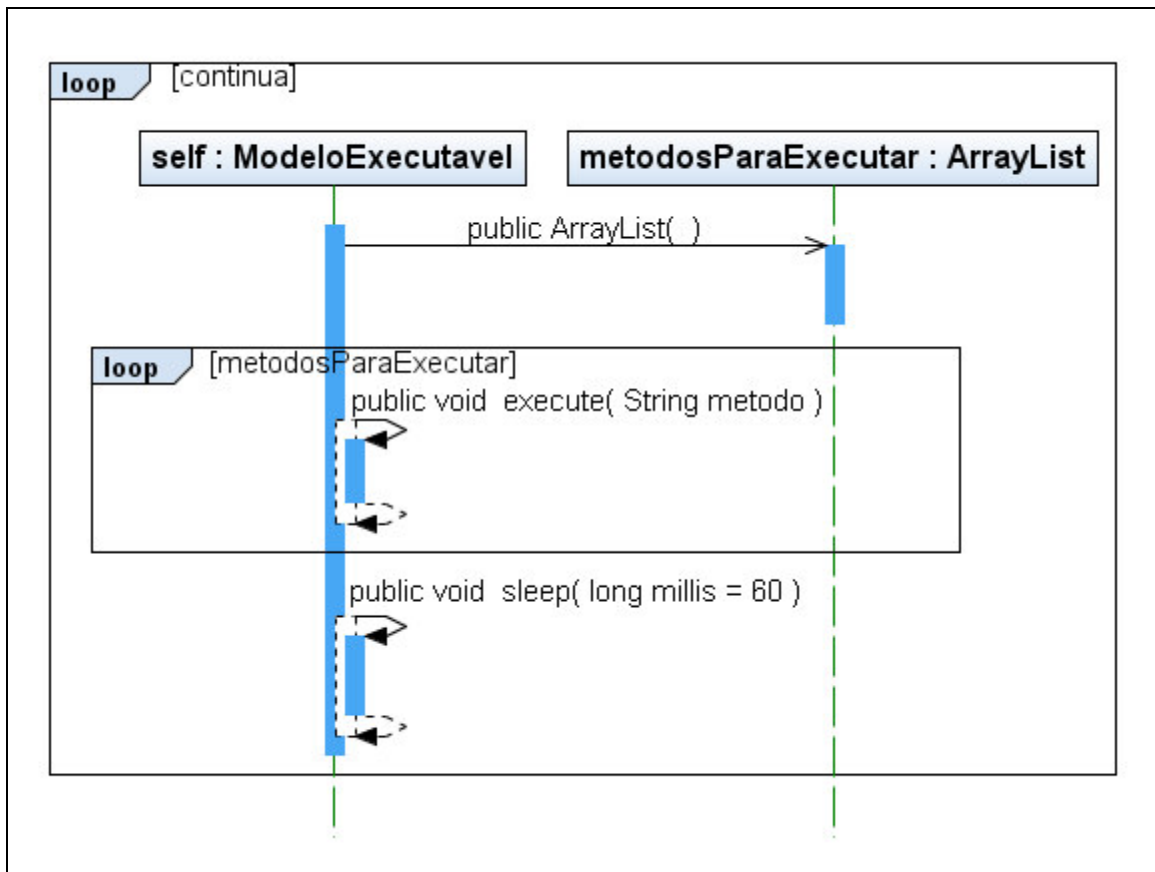 loop [continua]
self : ModeloExecutavel metodosParaExecutar : ArrayList
public ArrayList( )
loop [metodosParaExecutar]
public void execute( String metodo )
public void sleep( long millis = 60 )